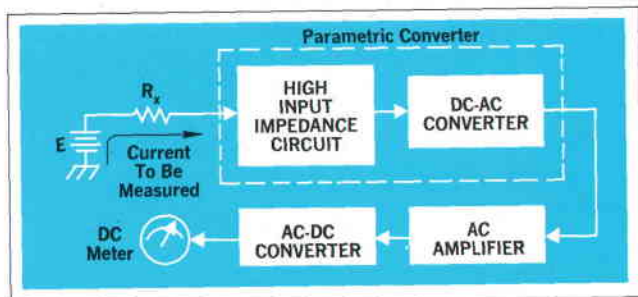 Parametric Converter
R_x
E
Current
To Be
Measured
HIGH
INPUT
IMPEDANCE
CIRCUIT
DC-AC
CONVERTER
DC
Meter
AC-DC
CONVERTER
AC
AMPLIFIER